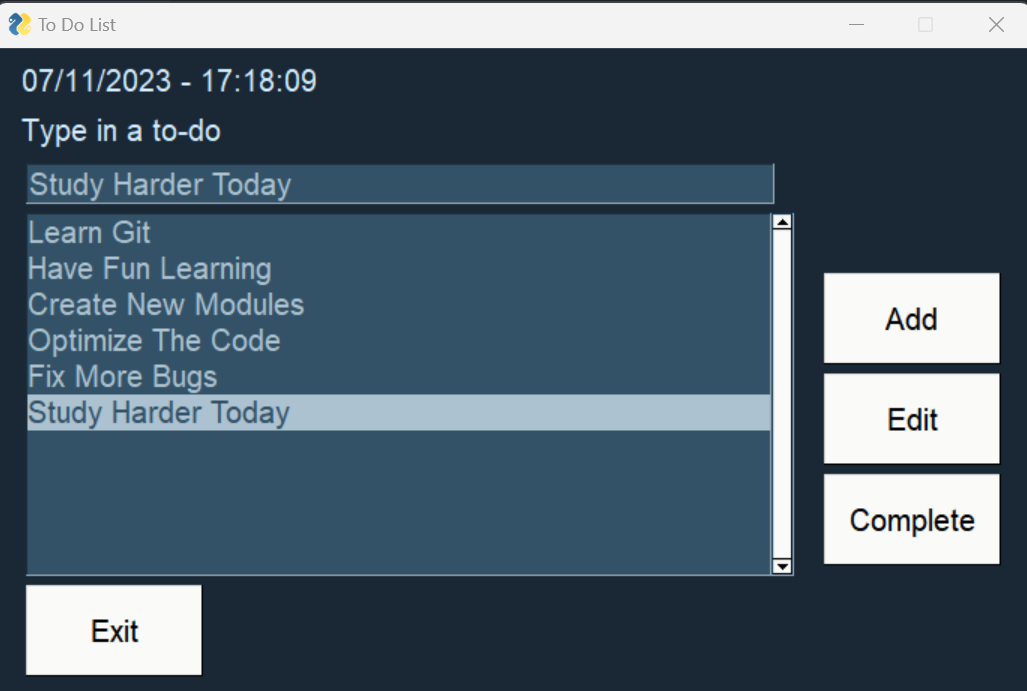 To Do List
07/11/2023 - 17:18:09
Type in a to-do
Study Harder Today
Learn Git
Have Fun Learning
Create New Modules
Optimize The Code
Fix More Bugs
Study Harder Today
Add
Edit
Complete
Exit